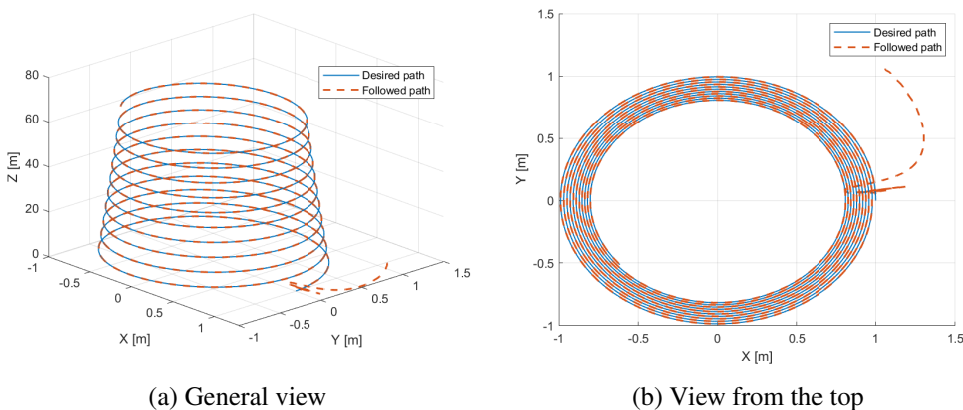 80
60
40
20
0
Z [m]
-1
-0.5
0
0.5
1
X [m]
-1
-0.5
0
0.5
1
1.5
Y [m]
Desired path
Followed path
(a) General view
1.5
1
0.5
0
-0.5
-1
Y [m]
-1
-0.5
0
0.5
1
1.5
X [m]
Desired path
Followed path
(b) View from the top